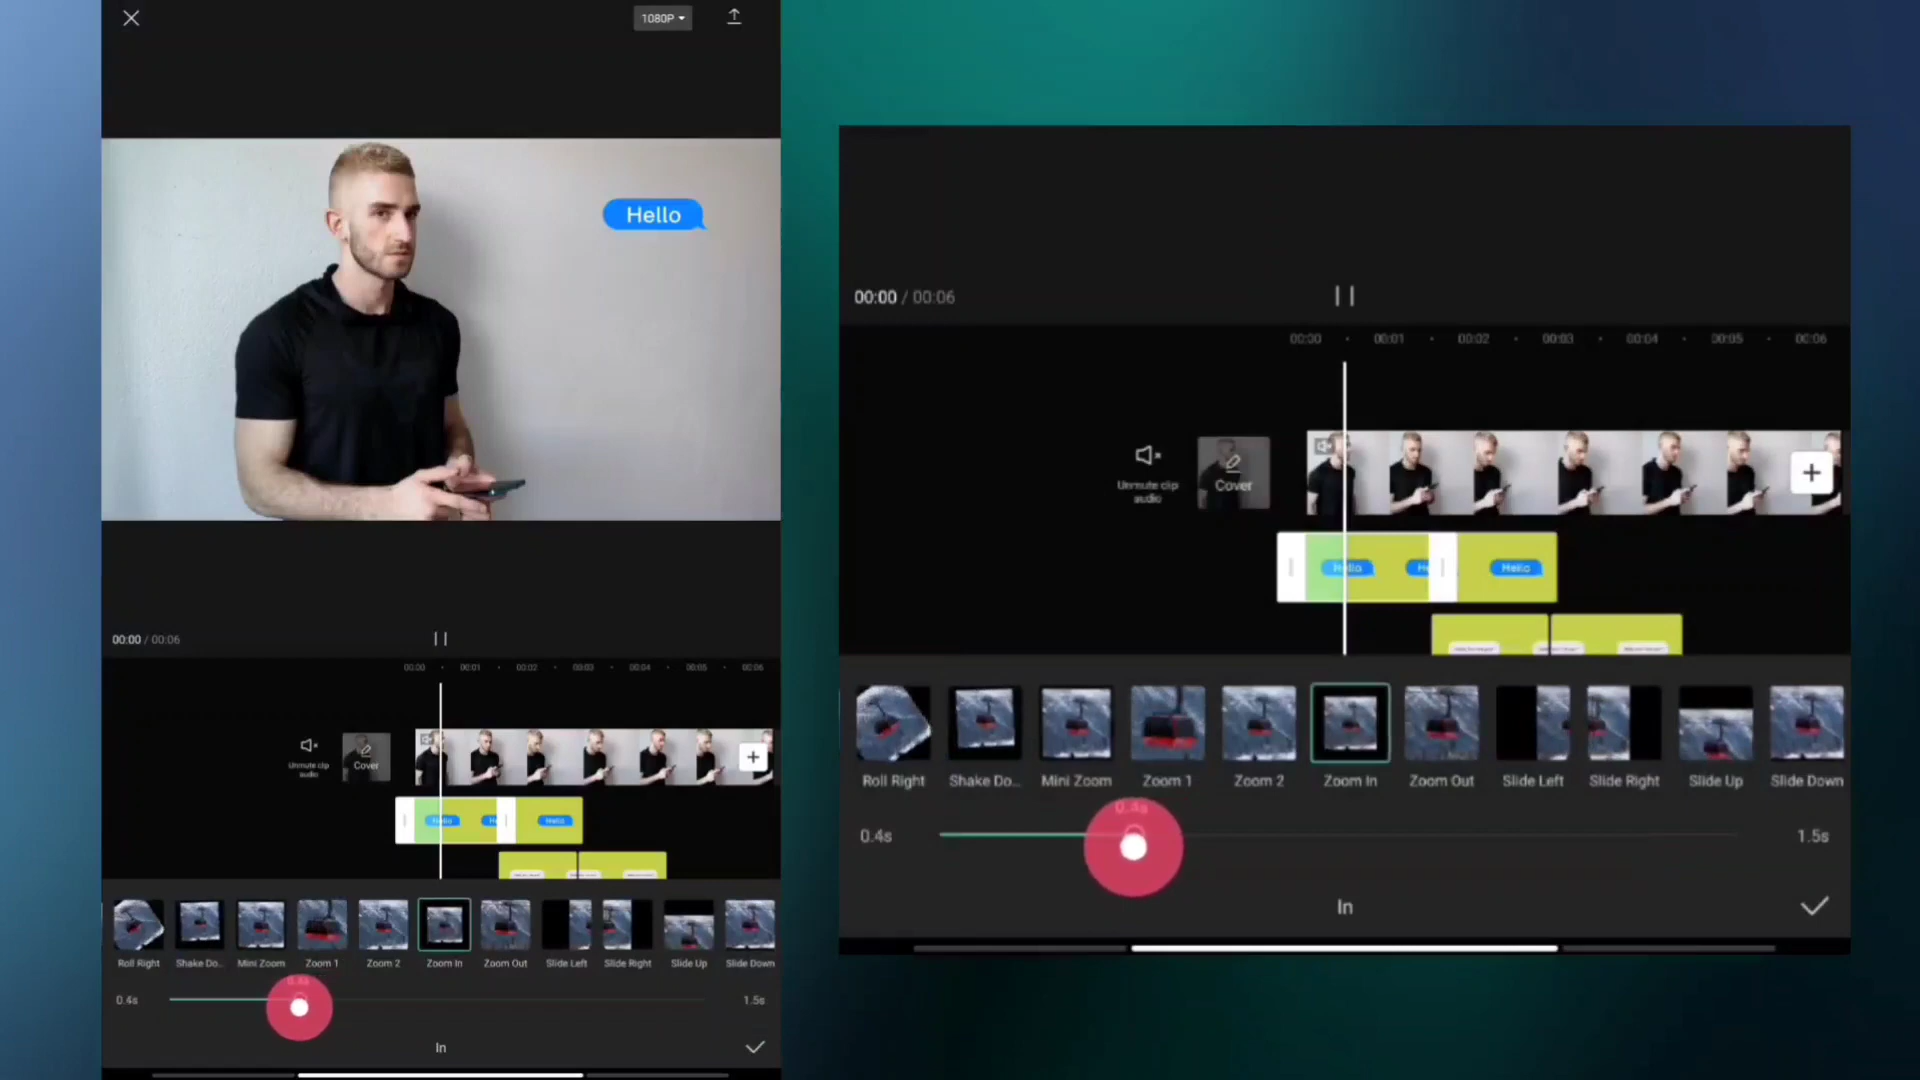 1080P
Hello
00:00 / 00:06
00:00 00:01 00:02 00:03 00:04 00:05 00:06
Unmute clip
audio
Cover
Hello Hello
Roll Right Shake Do... Mini Zoom Zoom 1 Zoom 2 Zoom In Zoom Out Slide Left Slide Right Slide Up Slide Down
0.4s 1.5s
In
00:00 / 00:06
00:00 00:01 00:02 00:03 00:04 00:05 00:06
Unmute clip
audio
Cover
Hello He Hello
Roll Right Shake Do... Mini Zoom Zoom 1 Zoom 2 Zoom In Zoom Out Slide Left Slide Right Slide Up Slide Down
0.4s 1.5s
In